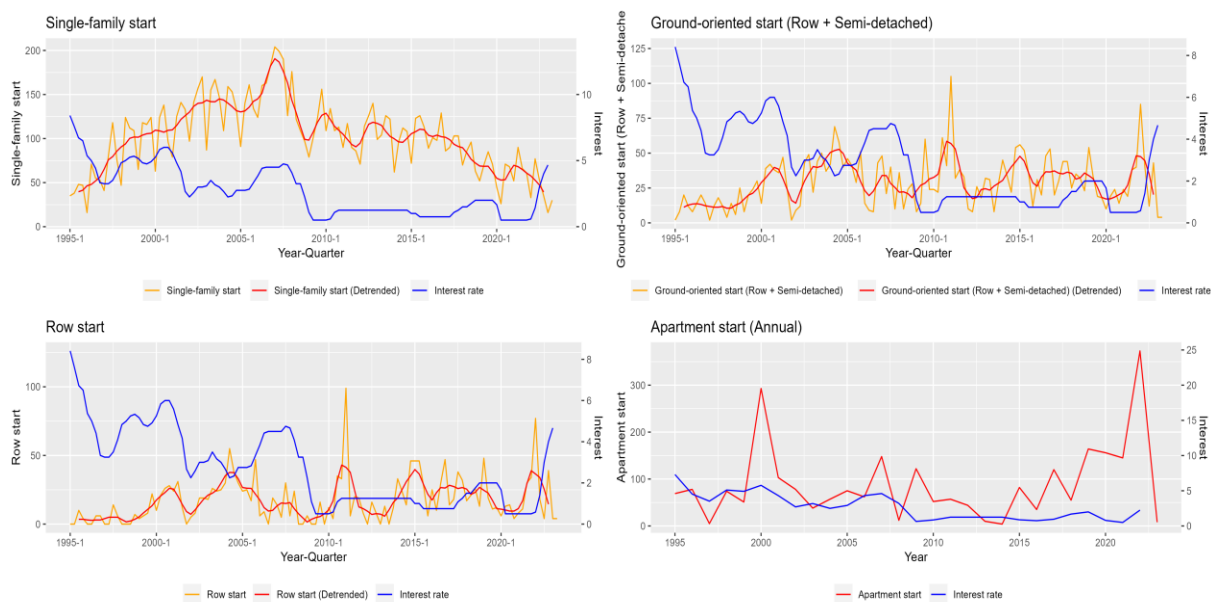 Single-family start
Single-family start
200
150
100
50
0
10
5
0
Interest
1995-1 2000-1 2005-1 2010-1 2015-1 2020-1
Year-Quarter
Single-family start Single-family start (Detrended) Interest rate
Ground-oriented start (Row + Semi-detached)
Ground-oriented start (Row + Semi-detache
125
100
75
50
25
0
8
6
4
2
0
Interest
1995-1 2000-1 2005-1 2010-1 2015-1 2020-1
Year-Quarter
Ground-oriented start (Row + Semi-detached) Ground-oriented start (Row + Semi-detached) (Detrended) Interest rate
Row start
Row start
100
50
0
8
6
4
2
0
Interest
1995-1 2000-1 2005-1 2010-1 2015-1 2020-1
Year-Quarter
Row start Row start (Detrended) Interest rate
Apartment start (Annual)
Apartment start
300
200
100
0
25
20
15
10
5
0
Interest
1995 2000 2005 2010 2015 2020
Year
Apartment start Interest rate